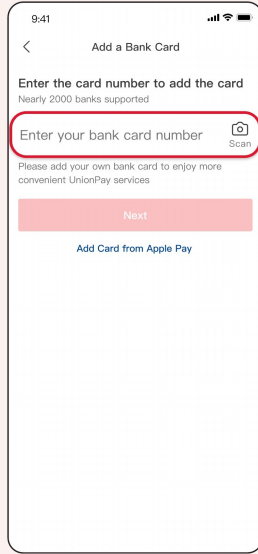 9:41
Add a Bank Card
Enter the card number to add the card
Nearly 2000 banks supported
Enter your bank card number
Scan
Please add your own bank card to enjoy more
convenient UnionPay services
Next
Add Card from Apple Pay